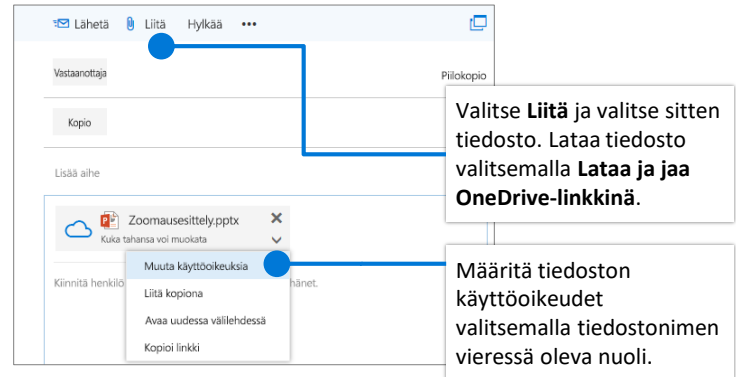 Lähetä Liitä Hylkää •••
Vastaanottaja
Piilokopio
Kopio
Lisää aihe
Zoomausesittely.pptx
Kuka tahansa voi muokata
Muuta käyttöoikeuksia
Kiinnitä henkilö hänet.
Liitä kopiona
Avaa uudessa välilehdessä
Kopioi linkki
Valitse Liitä ja valitse sitten
tiedosto. Lataa tiedosto
valitsemalla Lataa ja jaa
OneDrive-linkkinä.
Määritä tiedoston
käyttöoikeudet
valitsemalla tiedostonimen
vieressä oleva nuoli.